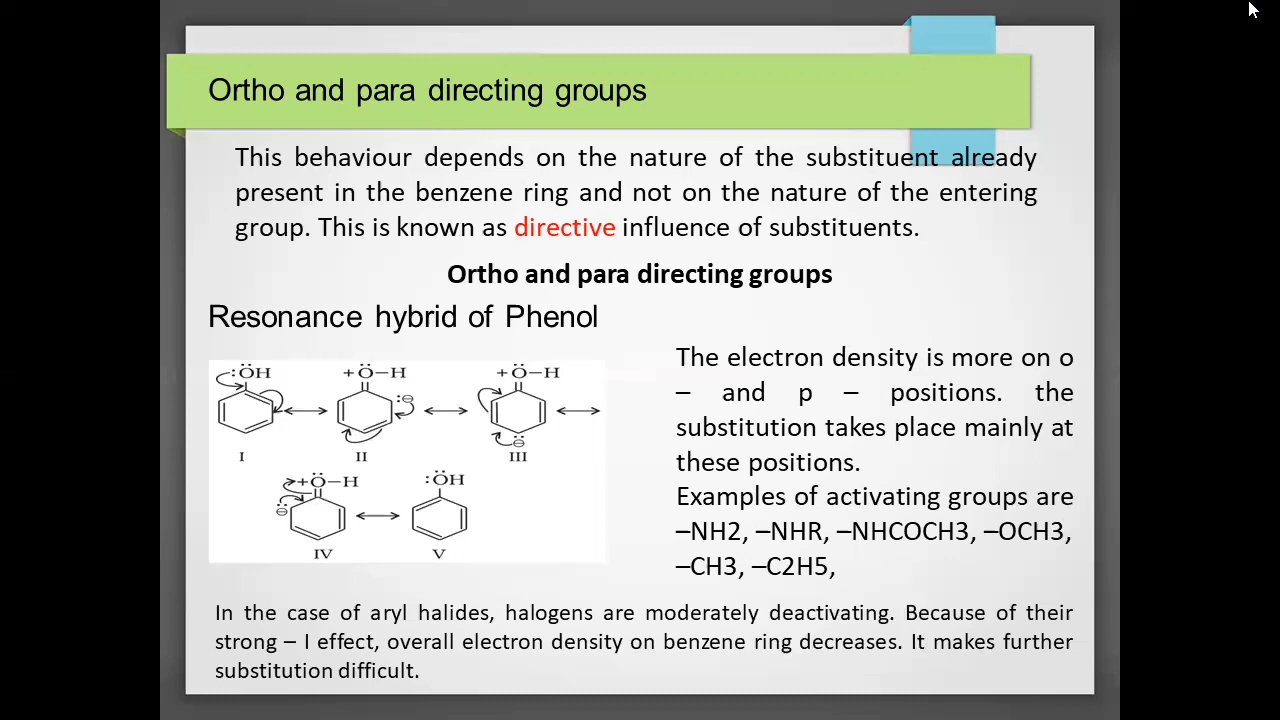 Ortho and para directing groups
This behaviour depends on the nature of the substituent already
present in the benzene ring and not on the nature of the entering
group. This is known as directive influence of substituents.
Ortho and para directing groups
Resonance hybrid of Phenol
:ÖH
+Ö–H
+Ö–H
:⊖
⊖
I
II
III
+Ö–H
:ÖH
⊖
IV
V
The electron density is more on o
– and p – positions. the
substitution takes place mainly at
these positions.
Examples of activating groups are
–NH2, –NHR, –NHCOCH3, –OCH3,
–CH3, –C2H5,
In the case of aryl halides, halogens are moderately deactivating. Because of their
strong – I effect, overall electron density on benzene ring decreases. It makes further
substitution difficult.